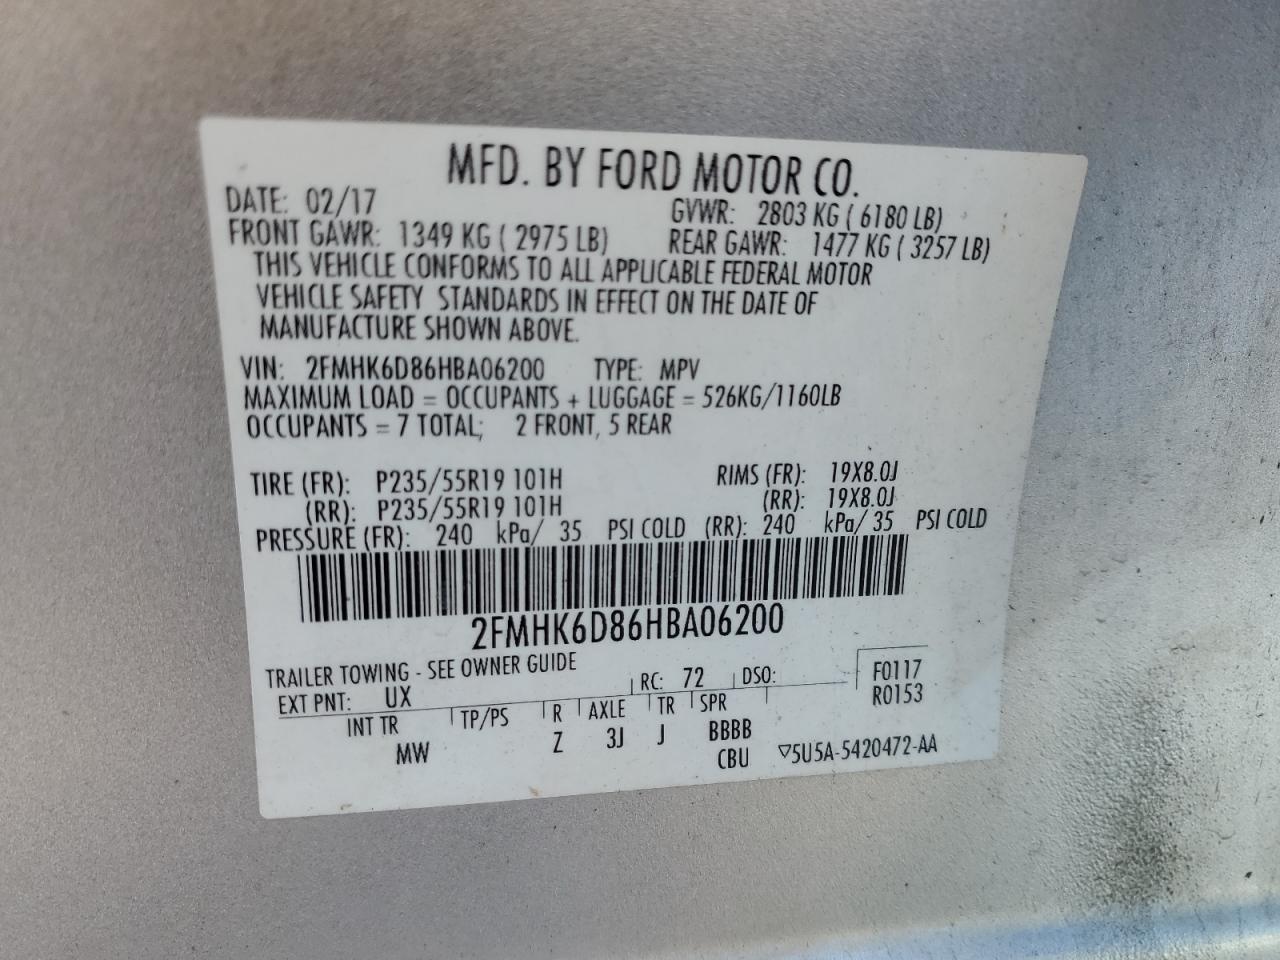 MFD. BY FORD MOTOR CO.
DATE: 02/17 GVWR: 2803 KG ( 6180 LB)
FRONT GAWR: 1349 KG ( 2975 LB) REAR GAWR: 1477 KG ( 3257 LB)
THIS VEHICLE CONFORMS TO ALL APPLICABLE FEDERAL MOTOR
VEHICLE SAFETY STANDARDS IN EFFECT ON THE DATE OF
MANUFACTURE SHOWN ABOVE.
VIN: 2FMHK6D86HBA06200 TYPE: MPV
MAXIMUM LOAD = OCCUPANTS + LUGGAGE = 526KG/1160LB
OCCUPANTS = 7 TOTAL; 2 FRONT, 5 REAR
TIRE (FR): P235/55R19 101H RIMS (FR): 19X8.0J
(RR): P235/55R19 101H (RR): 19X8.0J
PRESSURE (FR): 240 kPa/ 35 PSI COLD (RR): 240 kPa/ 35 PSI COLD
2FMHK6D86HBA06200
TRAILER TOWING - SEE OWNER GUIDE
EXT PNT: UX RC: 72 DSO: F0117
R0153
INT TR TP/PS R AXLE TR SPR
MW Z 3J J BBBB
CBU ▽5U5A-5420472-AA